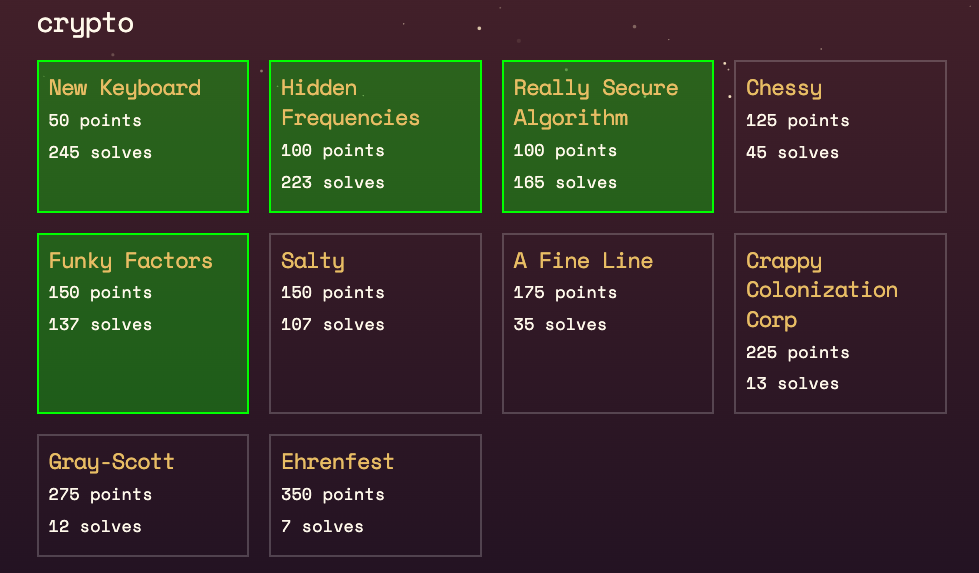 crypto
New Keyboard
50 points
245 solves
Hidden
Frequencies
100 points
223 solves
Really Secure
Algorithm
100 points
165 solves
Chessy
125 points
45 solves
Funky Factors
150 points
137 solves
Salty
150 points
107 solves
A Fine Line
175 points
35 solves
Crappy
Colonization
Corp
225 points
13 solves
Gray-Scott
275 points
12 solves
Ehrenfest
350 points
7 solves